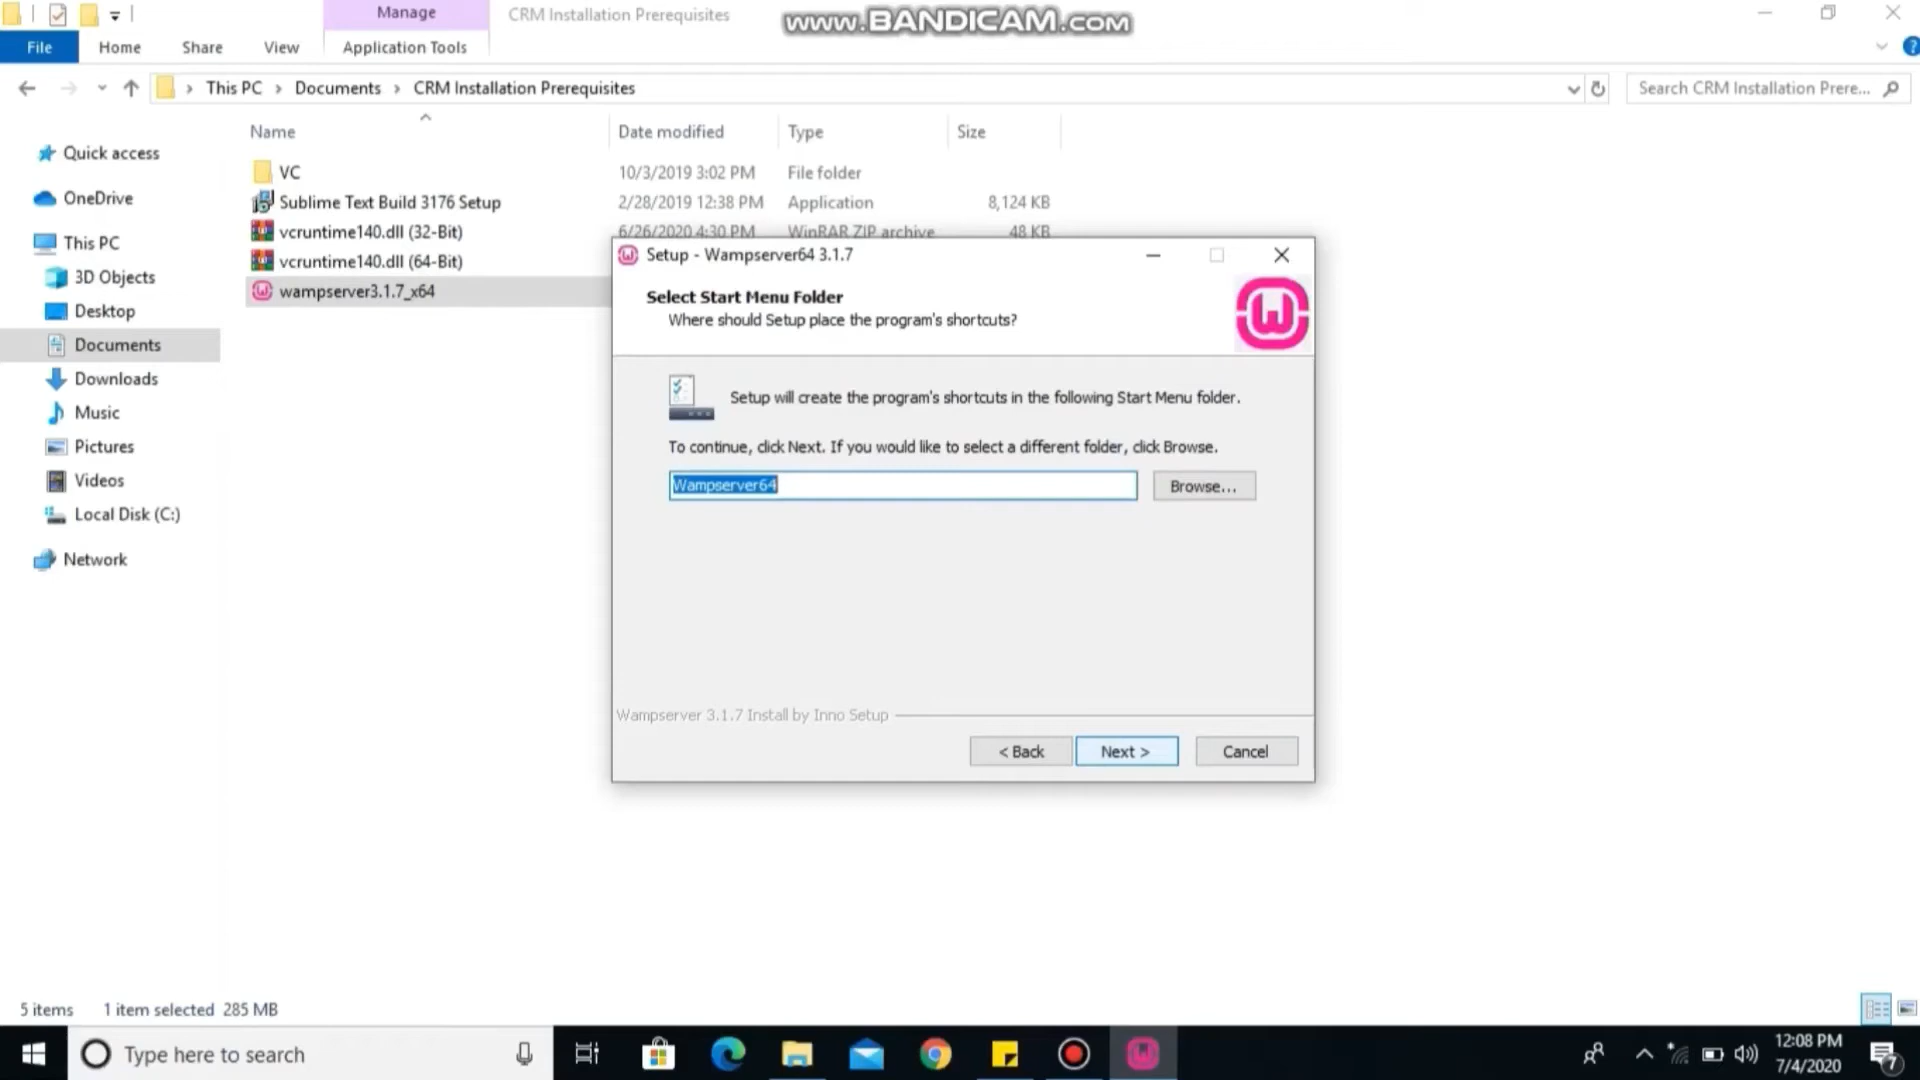 Manage
CRM Installation Prerequisites
www.BANDICAM.com
File
Home
Share
View
Application Tools
This PC
Documents
CRM Installation Prerequisites
Search CRM Installation Prere...
Name
Date modified
Type
Size
Quick access
OneDrive
This PC
3D Objects
Desktop
Documents
Downloads
Music
Pictures
Videos
Local Disk (C:)
Network
VC
10/3/2019 3:02 PM
File folder
Sublime Text Build 3176 Setup
2/28/2019 12:38 PM
Application
8,124 KB
vcruntime140.dll (32-Bit)
6/26/2020 4:30 PM
WinRAR ZIP archive
48 KB
vcruntime140.dll (64-Bit)
wampserver3.1.7_x64
Setup - Wampserver64 3.1.7
Select Start Menu Folder
Where should Setup place the program's shortcuts?
Setup will create the program's shortcuts in the following Start Menu folder.
To continue, click Next. If you would like to select a different folder, click Browse.
Wampserver64
Browse...
Wampserver 3.1.7 Install by Inno Setup
< Back
Next >
Cancel
5 items
1 item selected 285 MB
Type here to search
12:08 PM
7/4/2020
7